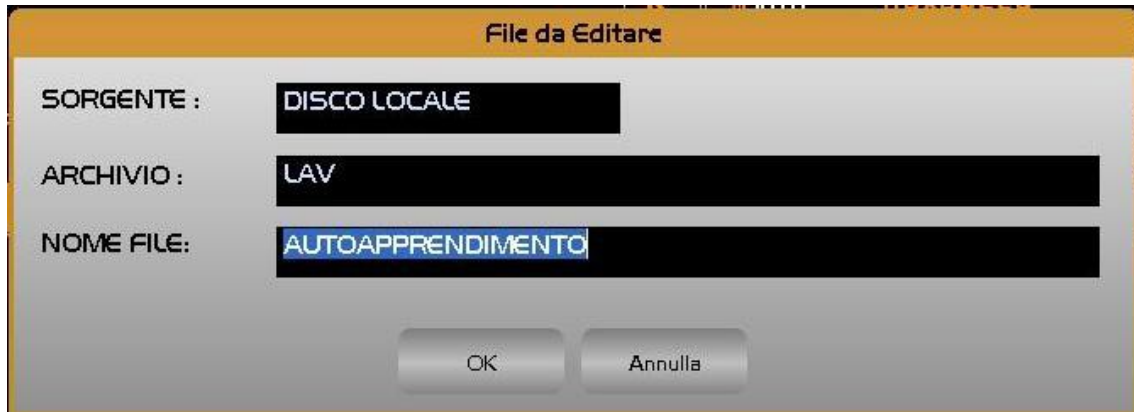 File da Editare
SORGENTE : DISCO LOCALE
ARCHIVIO : LAV
NOME FILE: AUTOAPPRENDIMENTO
OK Annulla